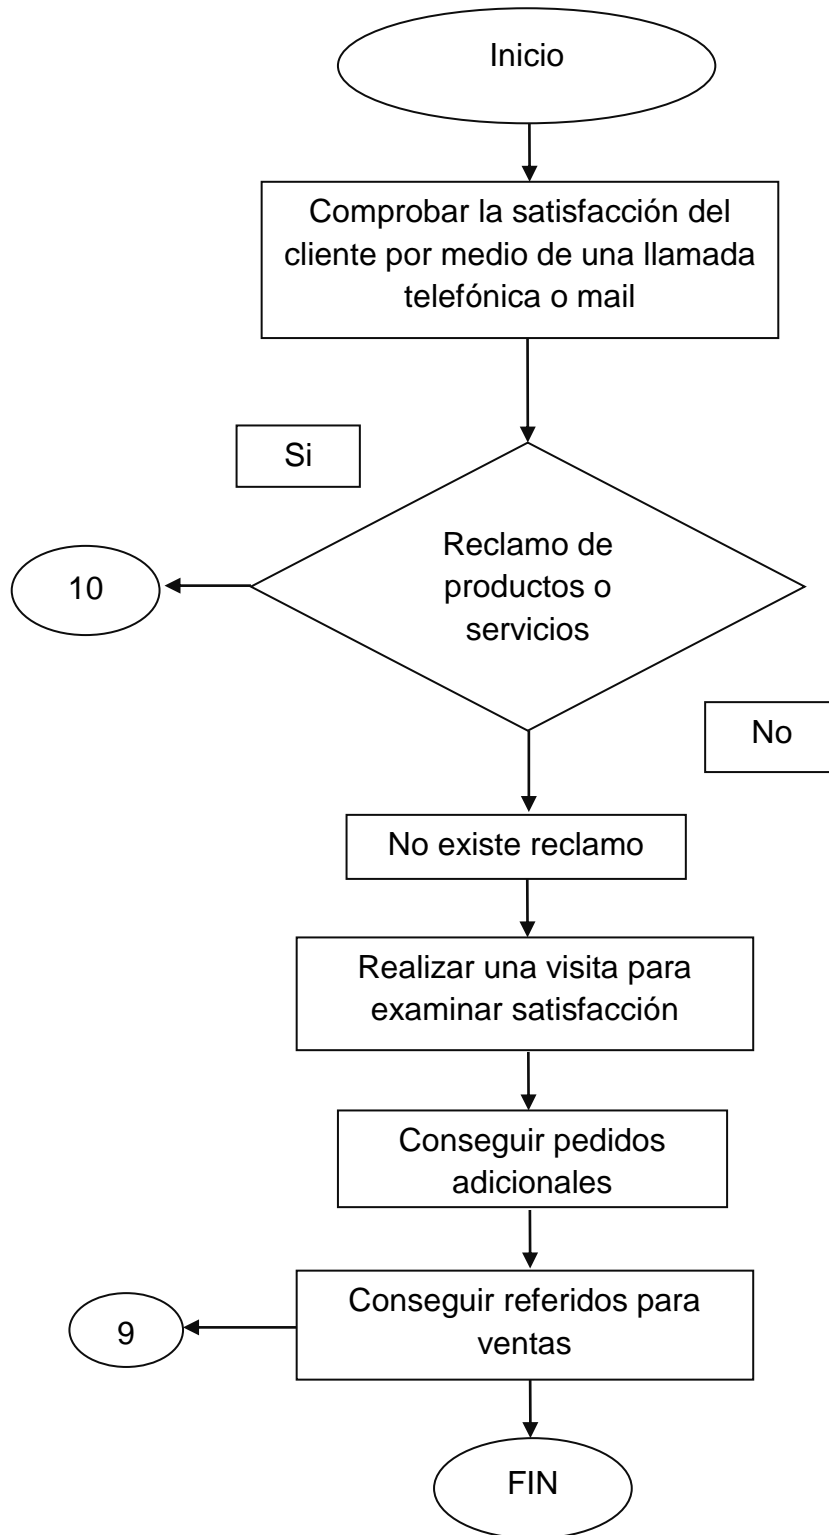 Inicio
Comprobar la satisfacción del
cliente por medio de una llamada
telefónica o mail
Si
Reclamo de
productos o
servicios
10
No
No existe reclamo
Realizar una visita para
examinar satisfacción
Conseguir pedidos
adicionales
Conseguir referidos para
ventas
9
FIN